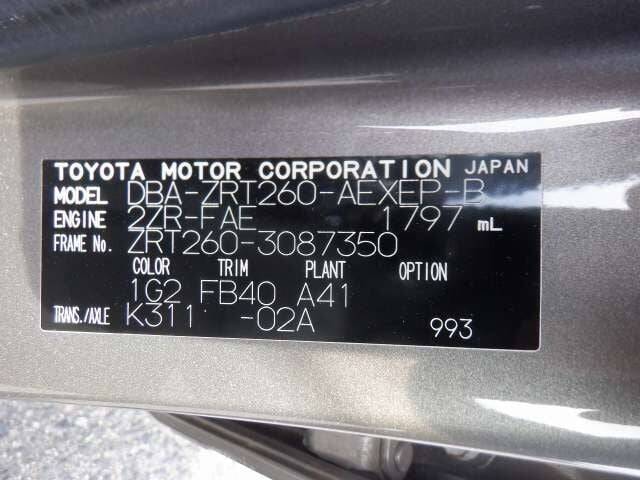 TOYOTA MOTOR CORPORATION JAPAN
MODEL DBA-ZRT260-AEXEP-B
ENGINE 2ZR-FAE 1797 mL
FRAME No. ZRT260-3087350
COLOR TRIM PLANT OPTION
1G2 FB40 A41
TRANS./AXLE K311 -02A 993